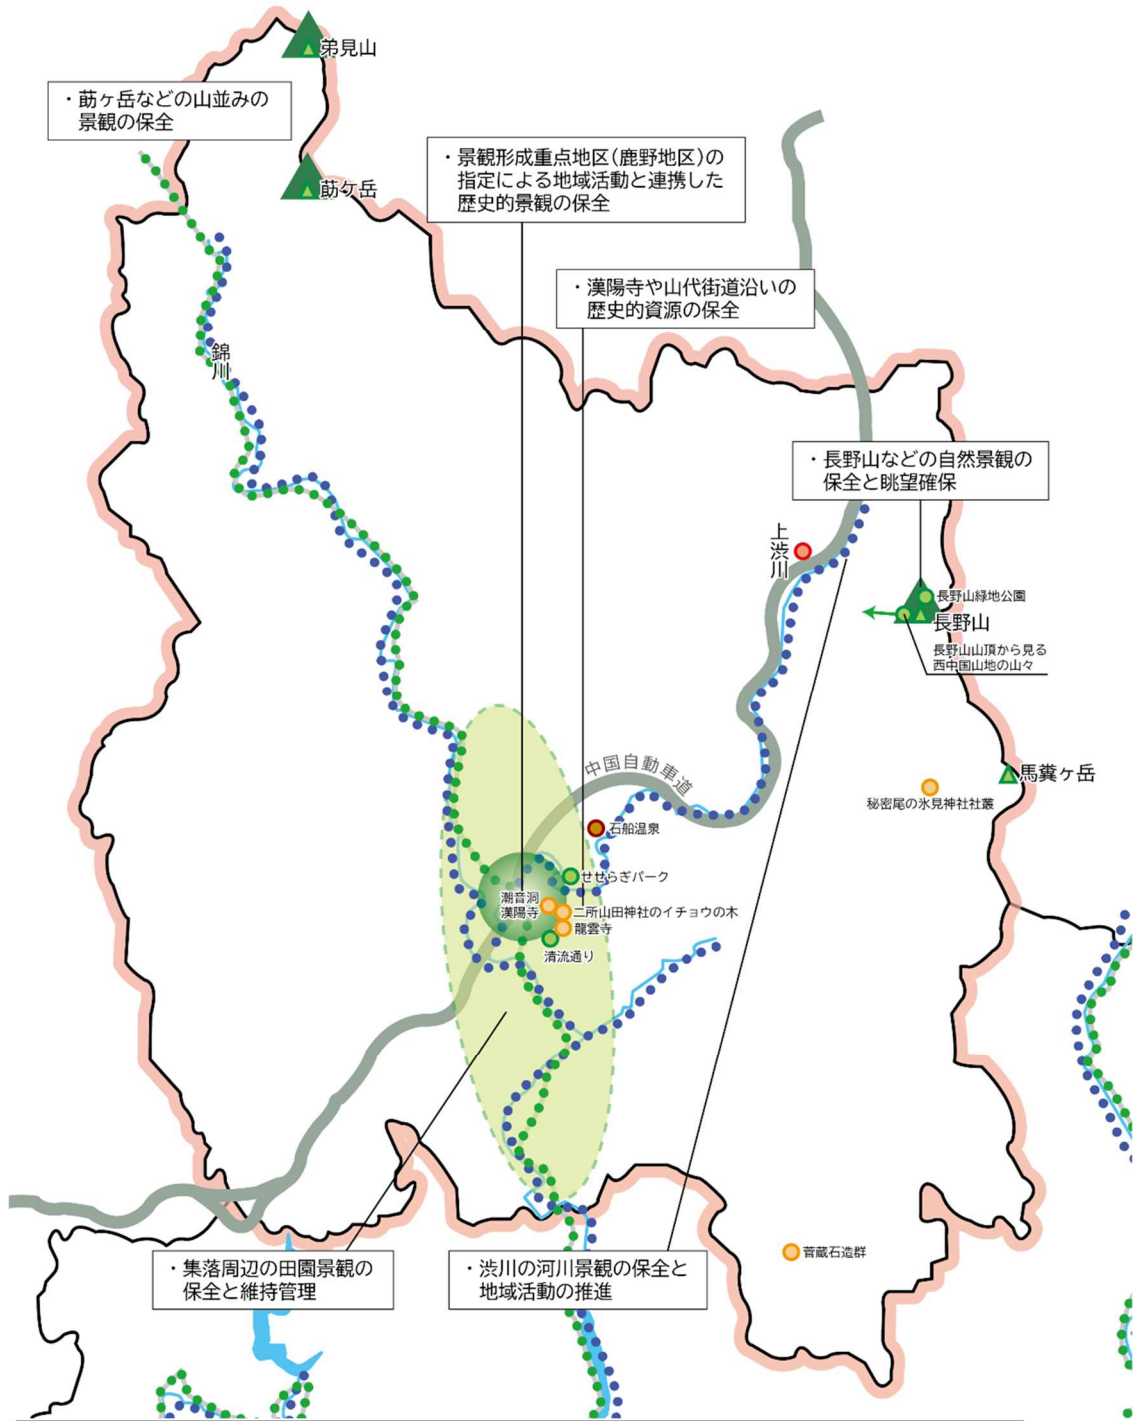 弟見山
・莇ヶ岳などの山並みの
景観の保全
・景観形成重点地区(鹿野地区)の
指定による地域活動と連携した
歴史的景観の保全
莇ケ岳
・漢陽寺や山代街道沿いの
歴史的資源の保全
錦川
・長野山などの自然景観の
保全と眺望確保
上渋川
長野山緑地公園
長野山
長野山山頂から見る
西中国山地の山々
中国自動車道
馬糞ヶ岳
秘密尾の氷見神社社叢
石船温泉
せせらぎパーク
潮音洞
漢陽寺
二所山田神社のイチョウの木
龍雲寺
清流通り
菅蔵石造群
・集落周辺の田園景観の
保全と維持管理
・渋川の河川景観の保全と
地域活動の推進